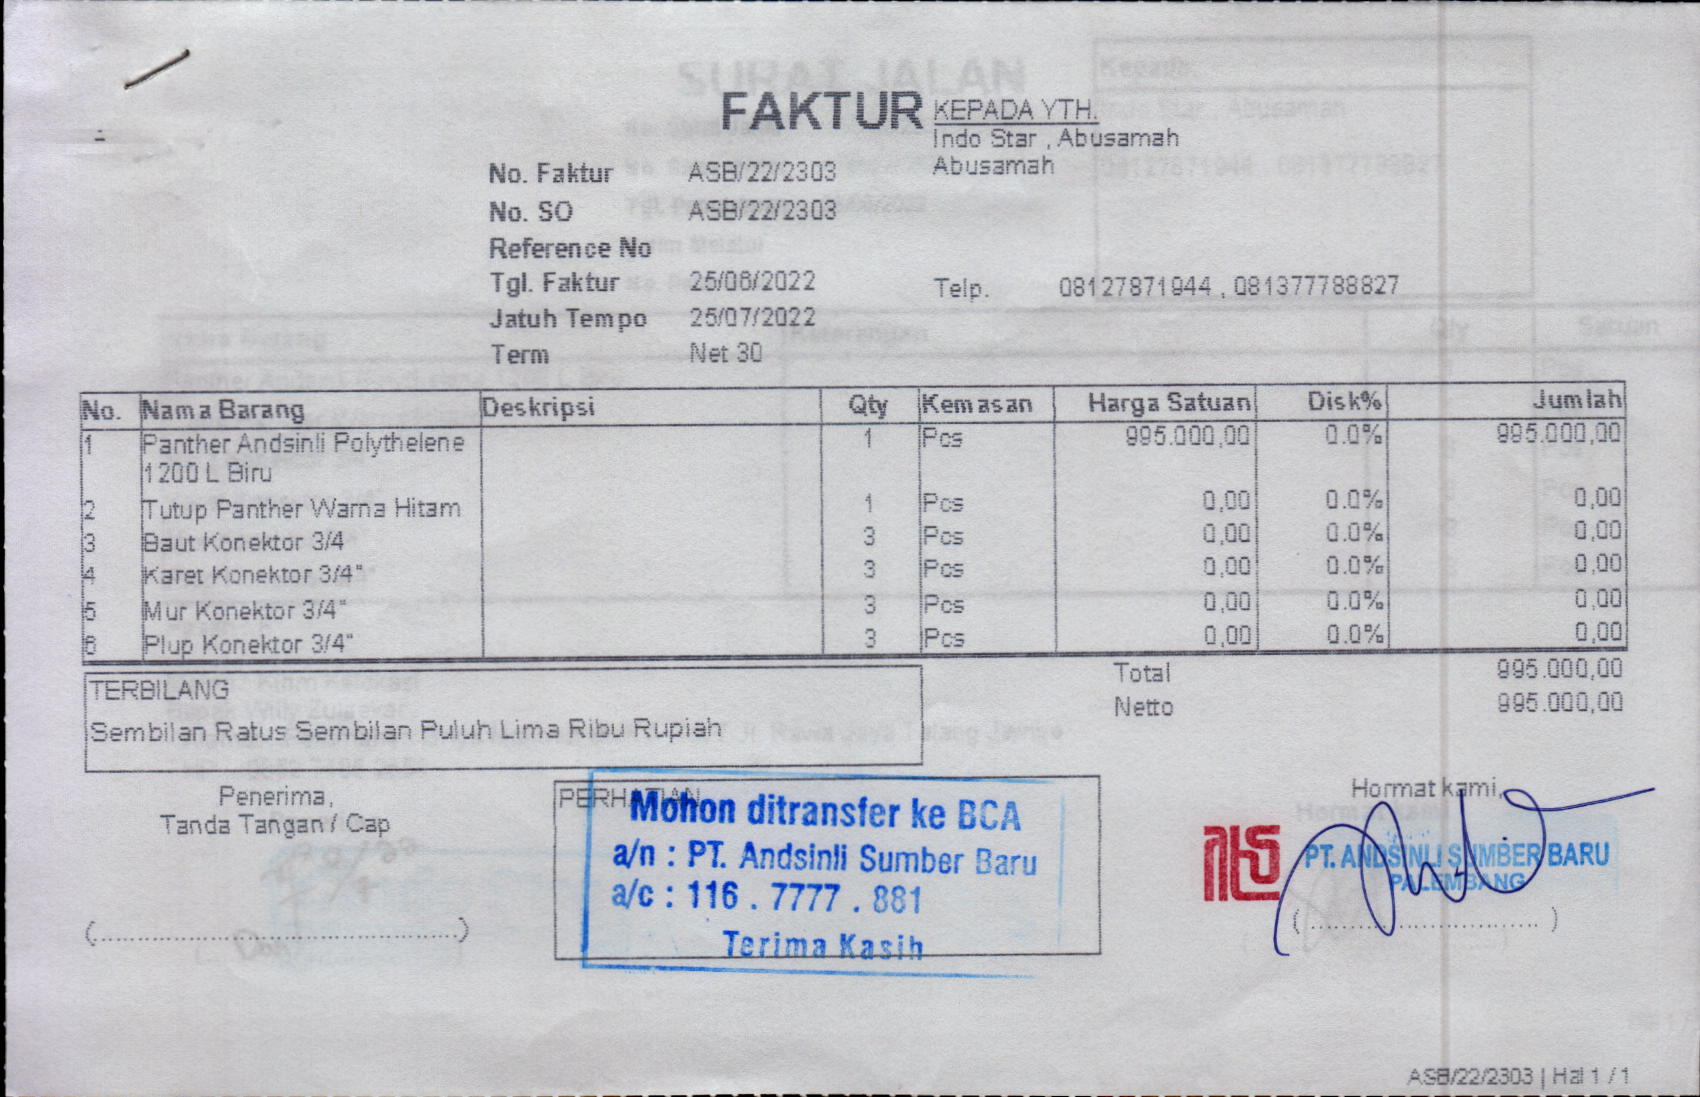 FAKTUR
KEPADA YTH.
Indo Star , Abusamah
Abusamah
No. Faktur ASB/22/2303
No. SO ASB/22/2303
Reference No
Tgl. Faktur 25/06/2022
Telp. 08127871944 , 081377788827
Jatuh Tempo 25/07/2022
Term Net 30
No. Nama Barang Deskripsi Qty Kemasan Harga Satuan Disk% Jumlah
1 Panther Andsinli Polythelene 1 Pcs 995.000,00 0.0% 995.000,00
1200 L Biru
2 Tutup Panther Warna Hitam 1 Pcs 0,00 0.0% 0,00
3 Baut Konektor 3/4" 3 Pcs 0,00 0.0% 0,00
4 Karet Konektor 3/4" 3 Pcs 0,00 0.0% 0,00
5 Mur Konektor 3/4" 3 Pcs 0,00 0.0% 0,00
6 Plup Konektor 3/4" 3 Pcs 0,00 0.0% 0,00
Total 995.000,00
Netto 995.000,00
TERBILANG
Sembilan Ratus Sembilan Puluh Lima Ribu Rupiah
Penerima,
Tanda Tangan / Cap
(..................................................)
PERHATIAN
Mohon ditransfer ke BCA
a/n : PT. Andsinli Sumber Baru
a/c : 116 . 7777 . 881
Terima Kasih
Hormat kami,
PT. ANDSINLI SUMBER BARU
PALEMBANG
(..................................)
ASB/22/2303 | Hal 1 / 1